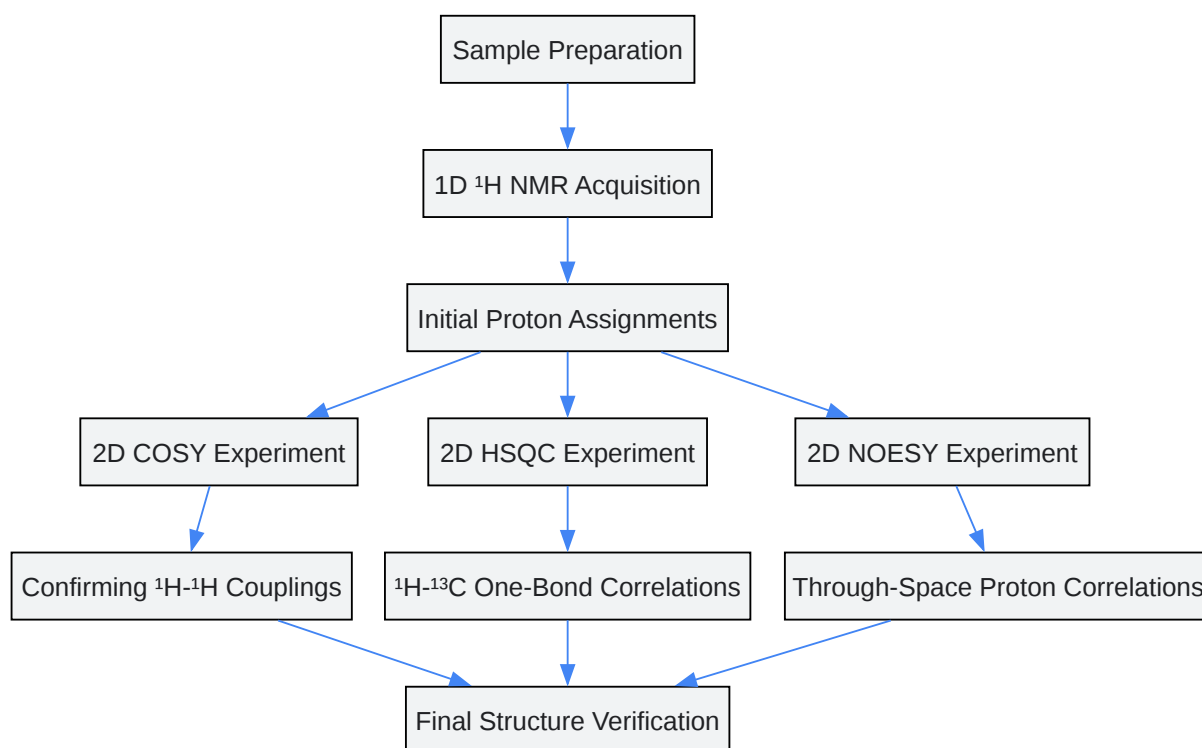 Sample Preparation
1D ¹H NMR Acquisition
Initial Proton Assignments
2D COSY Experiment
2D HSQC Experiment
2D NOESY Experiment
Confirming ¹H-¹H Couplings
¹H-¹³C One-Bond Correlations
Through-Space Proton Correlations
Final Structure Verification